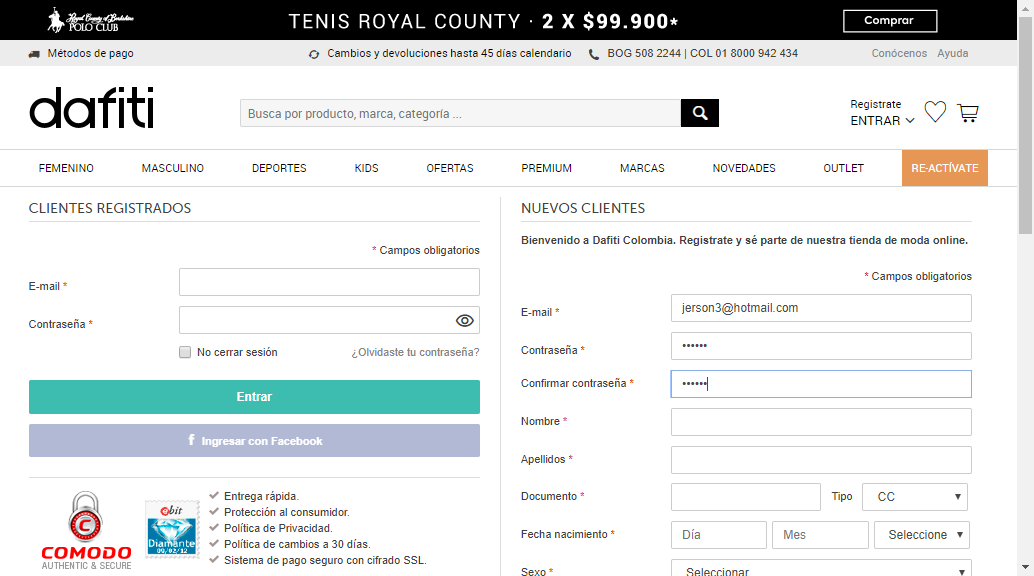 Royal County of Berkshire
POLO CLUB
TENIS ROYAL COUNTY · 2 X $99.900*
Comprar
Métodos de pago
Cambios y devoluciones hasta 45 días calendario
BOG 508 2244 | COL 01 8000 942 434
Conócenos
Ayuda
dafiti
Busca por producto, marca, categoría ...
Registrate
ENTRAR
FEMENINO
MASCULINO
DEPORTES
KIDS
OFERTAS
PREMIUM
MARCAS
NOVEDADES
OUTLET
RE-ACTÍVATE
CLIENTES REGISTRADOS
* Campos obligatorios
E-mail *
Contraseña *
No cerrar sesión
¿Olvidaste tu contraseña?
Entrar
f Ingresar con Facebook
COMODO
AUTHENTIC & SECURE
ebit
Diamante
09/02/12
Entrega rápida.
Protección al consumidor.
Política de Privacidad.
Política de cambios a 30 días.
Sistema de pago seguro con cifrado SSL.
NUEVOS CLIENTES
Bienvenido a Dafiti Colombia. Registrate y sé parte de nuestra tienda de moda online.
* Campos obligatorios
E-mail *
jerson3@hotmail.com
Contraseña *
••••••
Confirmar contraseña *
••••••
Nombre *
Apellidos *
Documento *
Tipo
CC
Fecha nacimiento *
Día
Mes
Seleccione
Sexo *
Seleccionar